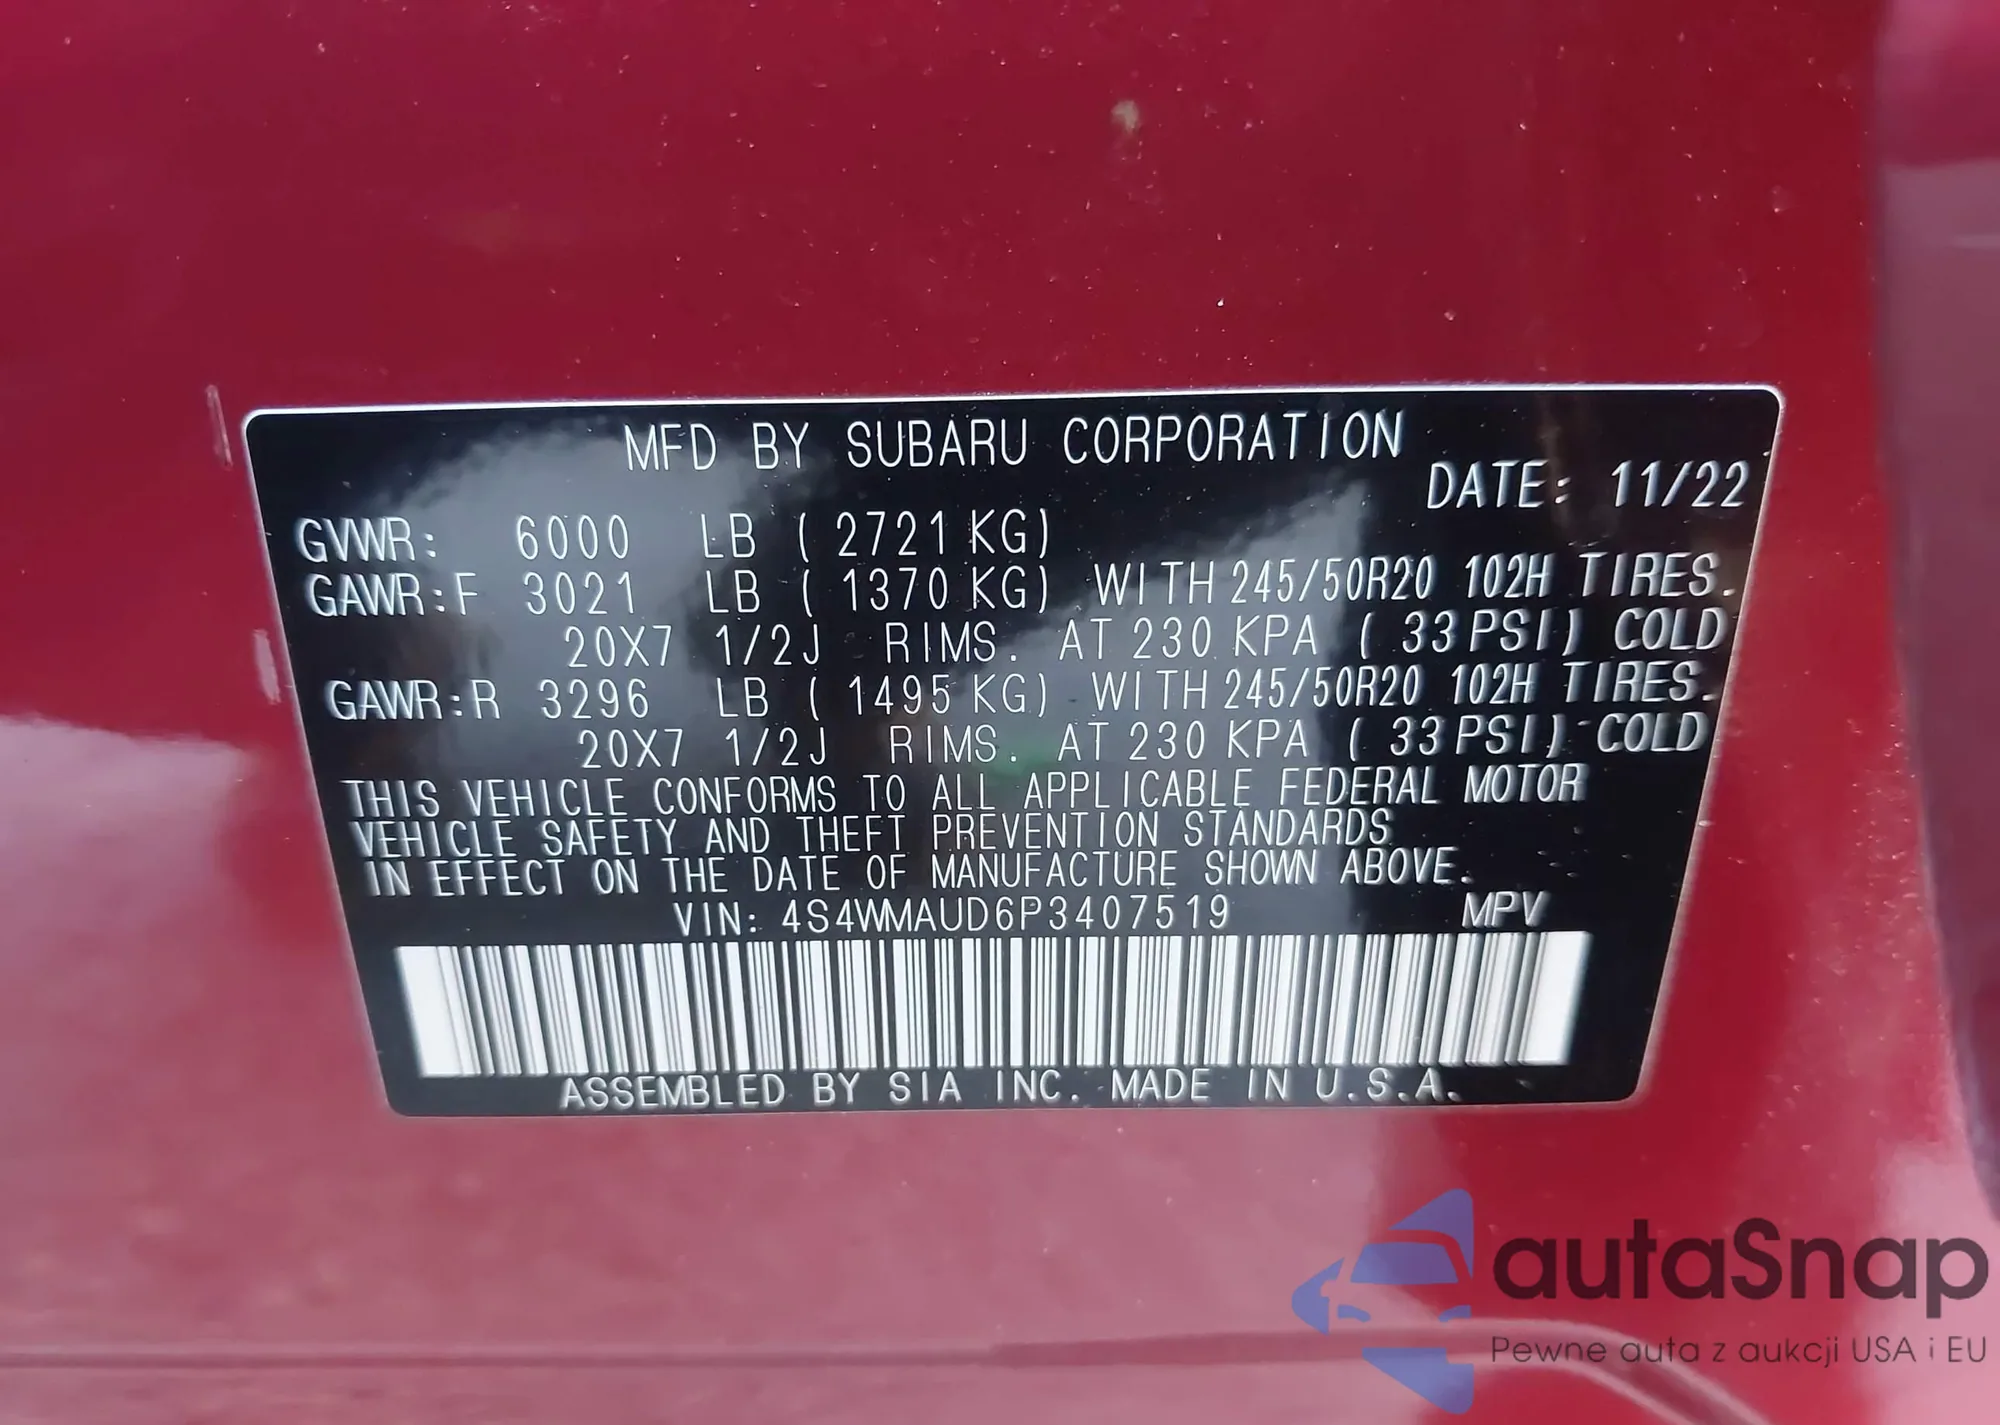 MFD BY SUBARU CORPORATION
DATE: 11/22
GVWR: 6000 LB ( 2721 KG)
GAWR:F 3021 LB ( 1370 KG) WITH 245/50R20 102H TIRES.
20X7 1/2J RIMS. AT 230 KPA ( 33 PSI) COLD
GAWR:R 3296 LB ( 1495 KG) WITH 245/50R20 102H TIRES.
20X7 1/2J RIMS. AT 230 KPA ( 33 PSI) COLD
THIS VEHICLE CONFORMS TO ALL APPLICABLE FEDERAL MOTOR
VEHICLE SAFETY AND THEFT PREVENTION STANDARDS
IN EFFECT ON THE DATE OF MANUFACTURE SHOWN ABOVE.
VIN: 4S4WMAUD6P3407519 MPV
ASSEMBLED BY SIA INC. MADE IN U.S.A.
autaSnap
Pewne auta z aukcji USA i EU